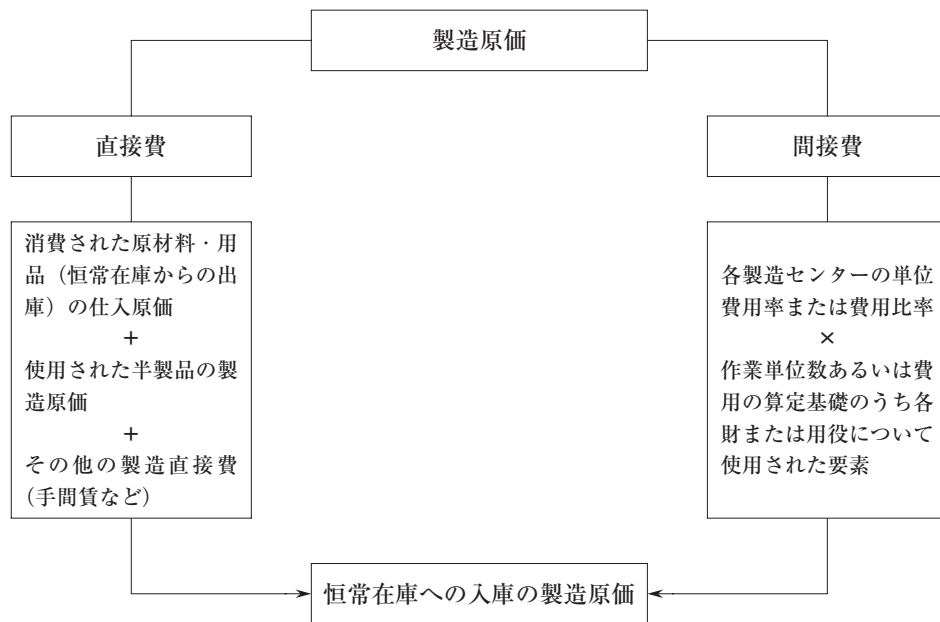 製造原価
直接費
間接費
消費された原材料・用
品（恒常在庫からの出
庫）の仕入原価
＋
使用された半製品の製
造原価
＋
その他の製造直接費
（手間賃など）
各製造センターの単位
費用率または費用比率
×
作業単位数あるいは費
用の算定基礎のうち各
財または用役について
使用された要素
恒常在庫への入庫の製造原価